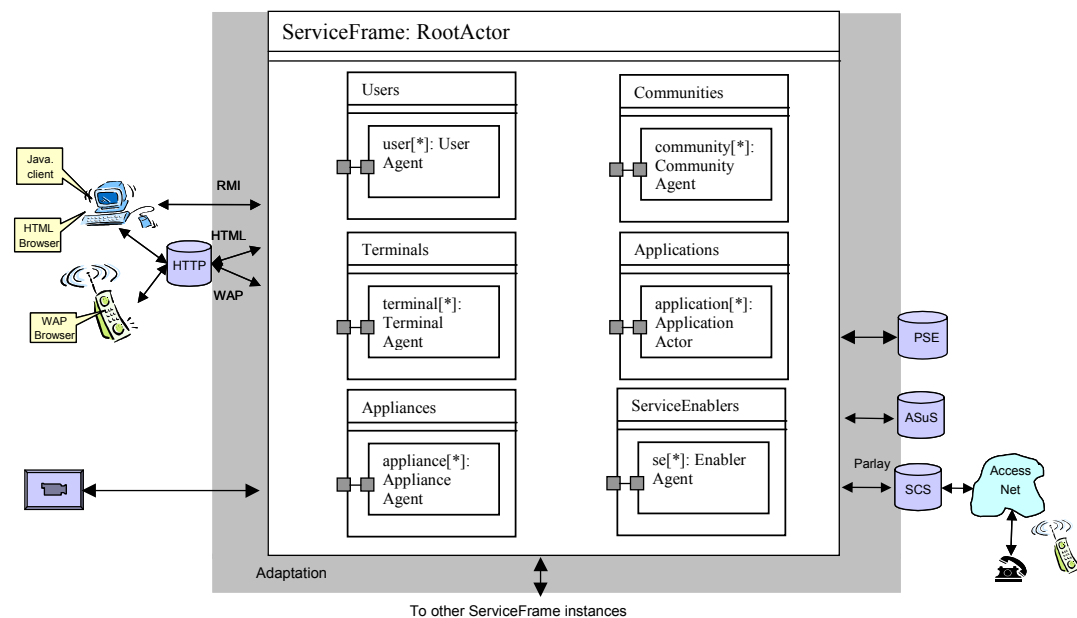 ServiceFrame: RootActor
Users
user[*]: User
Agent
Communities
community[*]:
Community
Agent
Terminals
terminal[*]:
Terminal
Agent
Applications
application[*]:
Application
Actor
Appliances
appliance[*]:
Appliance
Agent
ServiceEnablers
se[*]: Enabler
Agent
Java.
client
HTML
Browser
WAP
Browser
HTTP
RMI
HTML
WAP
PSE
ASuS
Parlay
SCS
Access
Net
Adaptation
To other ServiceFrame instances